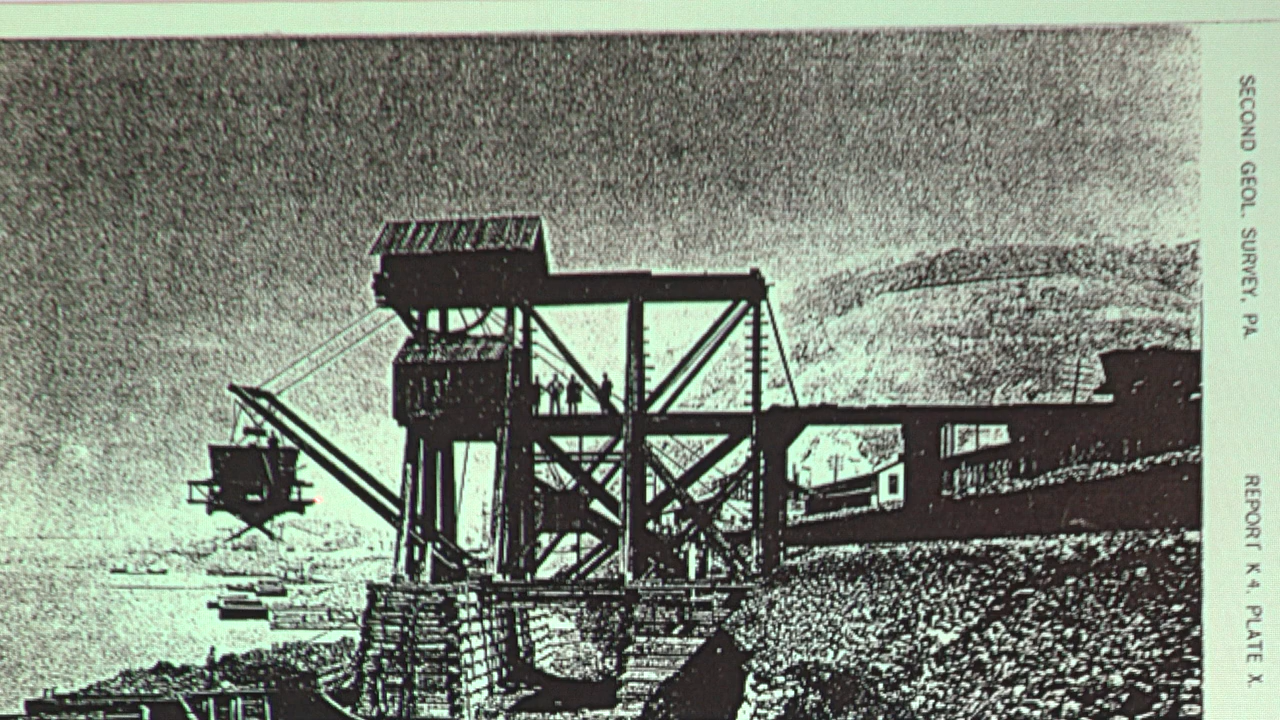 SECOND GEOL. SURVEY, PA.
REPORT K4. PLATE X.